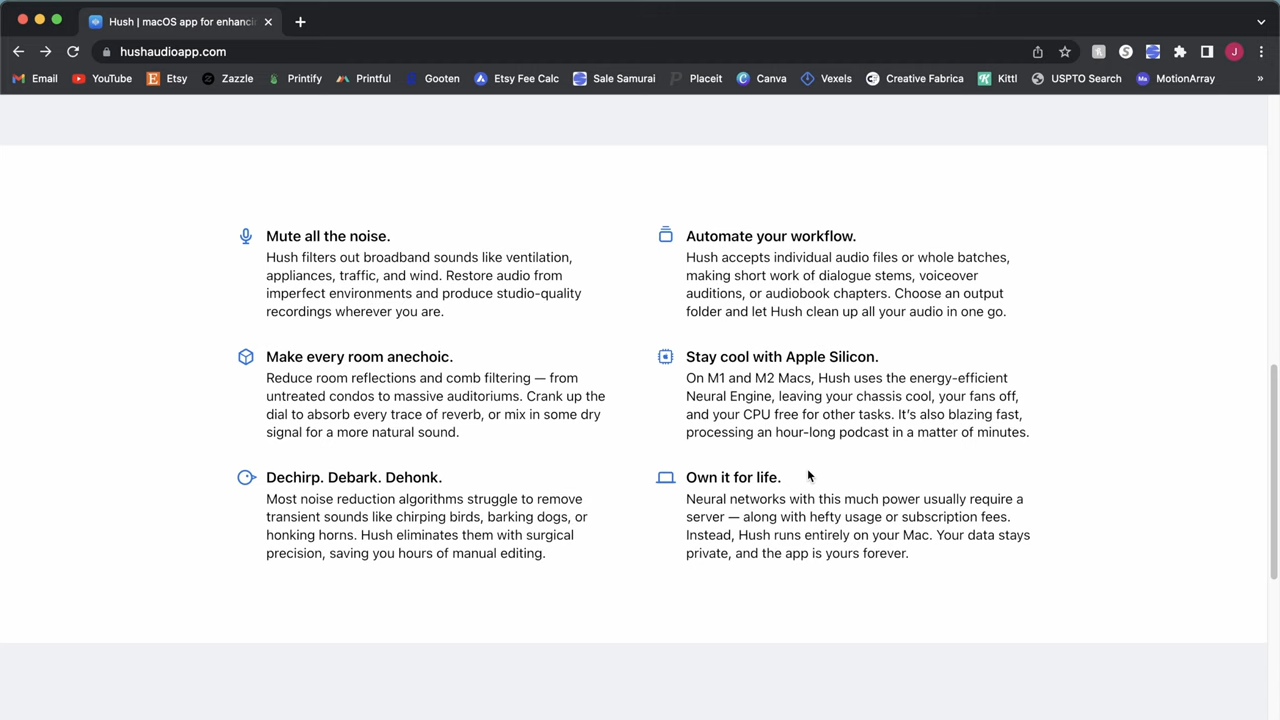 Hush | macOS app for enhanci
hushaudioapp.com
J
Email
YouTube
Etsy
Zazzle
Printify
Printful
Gooten
Etsy Fee Calc
Sale Samurai
Placeit
Canva
Vexels
Creative Fabrica
Kittl
USPTO Search
MotionArray
»
Mute all the noise.
Hush filters out broadband sounds like ventilation,
appliances, traffic, and wind. Restore audio from
imperfect environments and produce studio-quality
recordings wherever you are.
Make every room anechoic.
Reduce room reflections and comb filtering — from
untreated condos to massive auditoriums. Crank up the
dial to absorb every trace of reverb, or mix in some dry
signal for a more natural sound.
Dechirp. Debark. Dehonk.
Most noise reduction algorithms struggle to remove
transient sounds like chirping birds, barking dogs, or
honking horns. Hush eliminates them with surgical
precision, saving you hours of manual editing.
Automate your workflow.
Hush accepts individual audio files or whole batches,
making short work of dialogue stems, voiceover
auditions, or audiobook chapters. Choose an output
folder and let Hush clean up all your audio in one go.
Stay cool with Apple Silicon.
On M1 and M2 Macs, Hush uses the energy-efficient
Neural Engine, leaving your chassis cool, your fans off,
and your CPU free for other tasks. It’s also blazing fast,
processing an hour-long podcast in a matter of minutes.
Own it for life.
Neural networks with this much power usually require a
server — along with hefty usage or subscription fees.
Instead, Hush runs entirely on your Mac. Your data stays
private, and the app is yours forever.